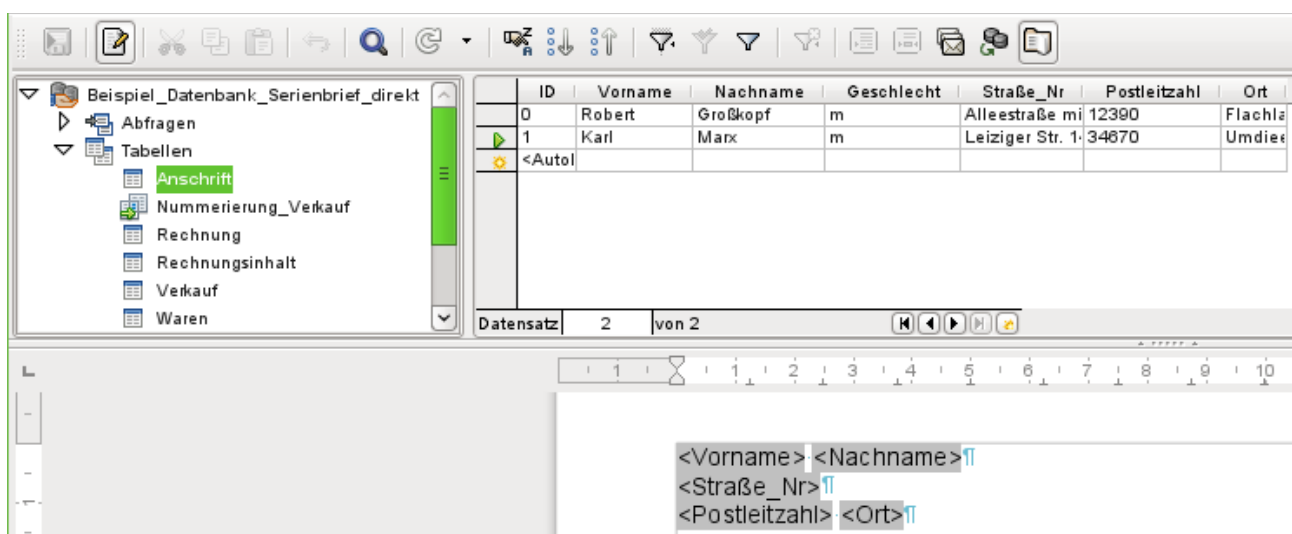 Beispiel_Datenbank_Serienbrief_direkt
Abfragen
Tabellen
Anschrift
Nummerierung_Verkauf
Rechnung
Rechnungsinhalt
Verkauf
Waren
ID Vorname Nachname Geschlecht Straße_Nr Postleitzahl Ort
0 Robert Großkopf m Alleestraße mi 12390 Flachla
1 Karl Marx m Leiziger Str. 1 34670 Umdiee
<Autol
Datensatz 2 von 2
1 1 2 3 4 5 6 7 8 9 10
1
<Vorname> <Nachname>¶
<Straße_Nr>¶
<Postleitzahl> <Ort>¶